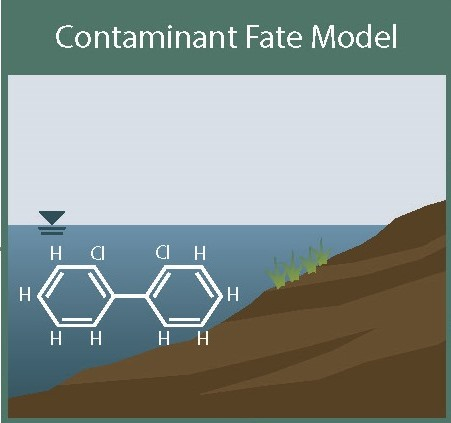 Contaminant Fate Model
H Cl Cl H
H H
H H H H